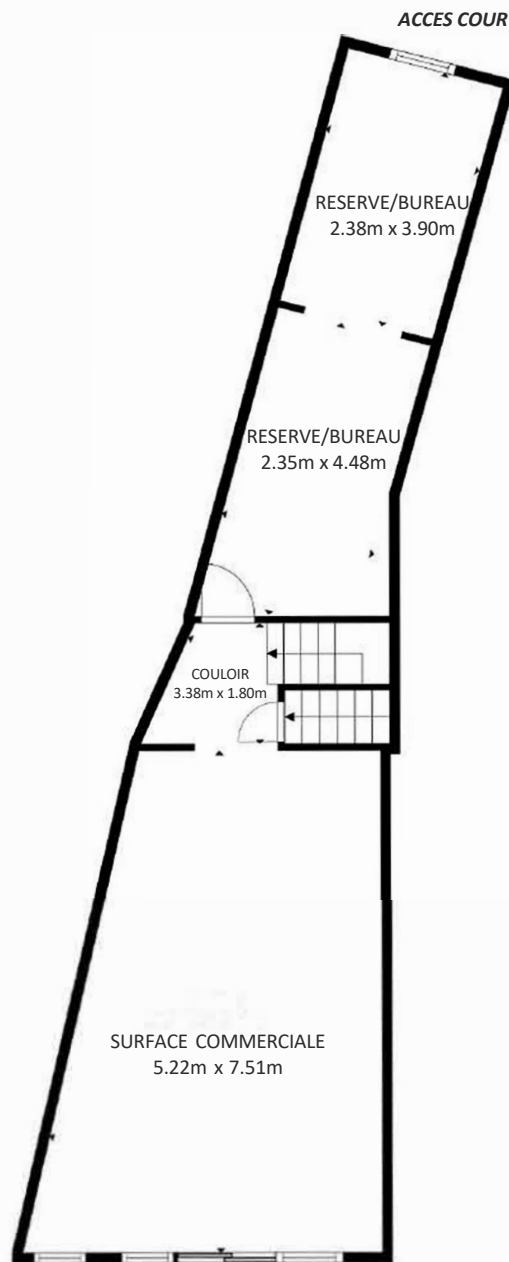 ACCES COUR
RESERVE/BUREAU
2.38m x 3.90m
RESERVE/BUREAU
2.35m x 4.48m
COULOIR
3.38m x 1.80m
SURFACE COMMERCIALE
5.22m x 7.51m